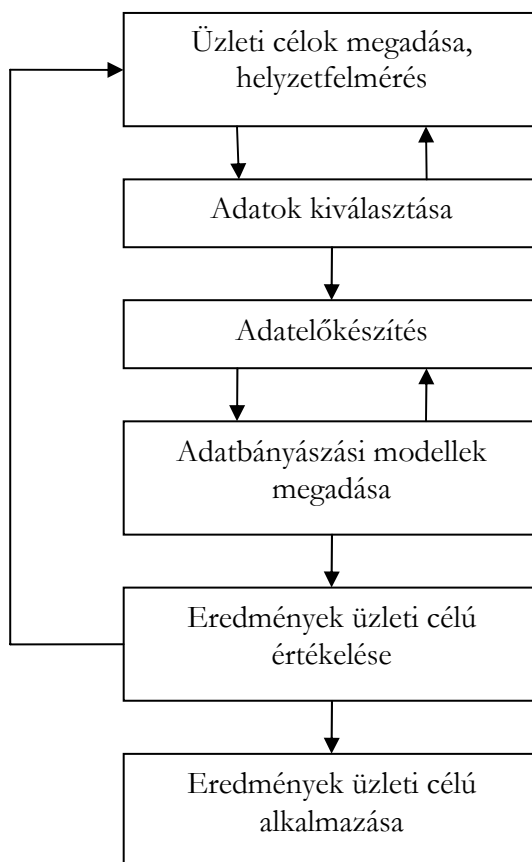 Üzleti célok megadása,
helyzetfelmérés
Adatok kiválasztása
Adatelőkészítés
Adatbányászási modellek
megadása
Eredmények üzleti célú
értékelése
Eredmények üzleti célú
alkalmazása